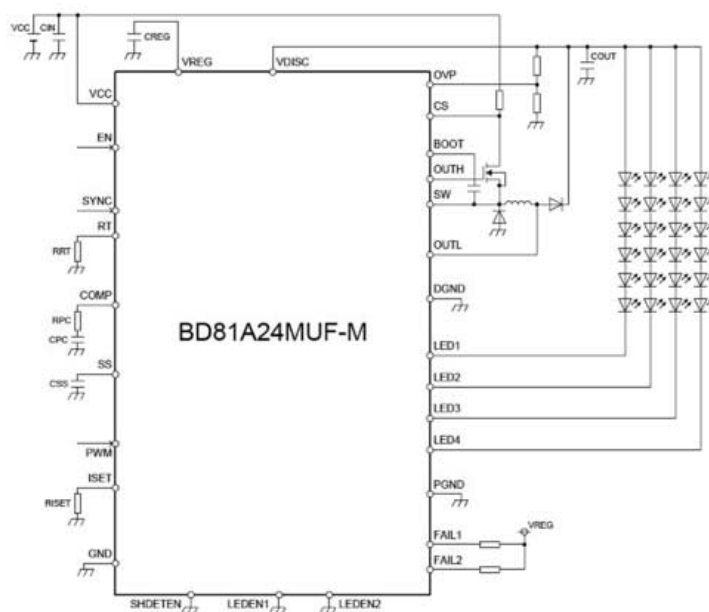 VCC CIN CREG
VREG VDISC COUT
VCC
EN
SYNC
RT
RRT
COMP
RPC
CPC
SS
CSS
PWM
ISET
RISET
GND
BD81A24MUF-M
OVP
CS
BOOT
OUTH
SW
OUTL
DGND
LED1
LED2
LED3
LED4
PGND
VREG
FAIL1
FAIL2
SHDETEN LEDEN1 LEDEN2